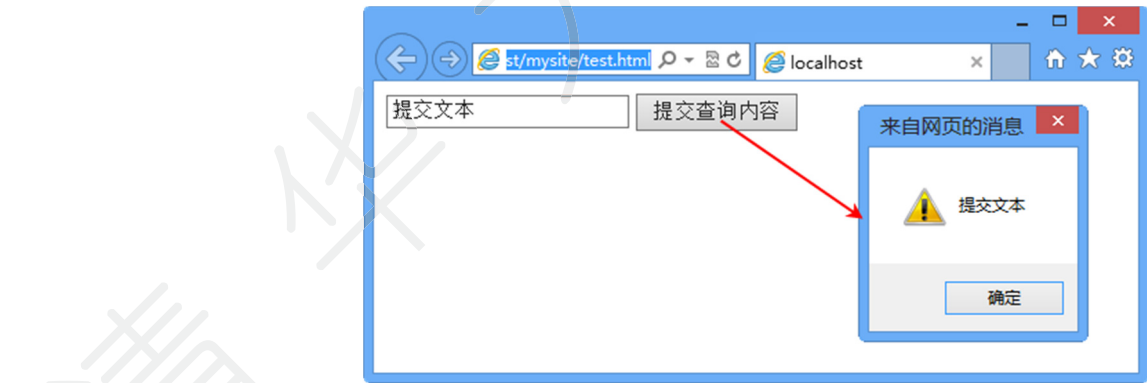 st/mysite/test.html
localhost
提交文本
提交查询内容
来自网页的消息
提交文本
确定